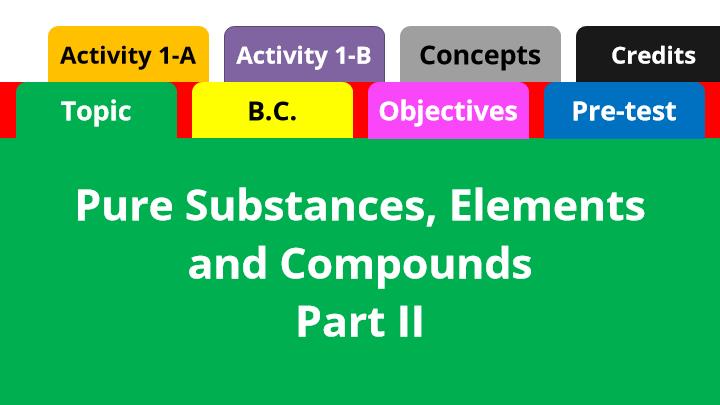 Activity 1-A Activity 1-B Concepts Credits
Topic B.C. Objectives Pre-test
Pure Substances, Elements
and Compounds
Part II